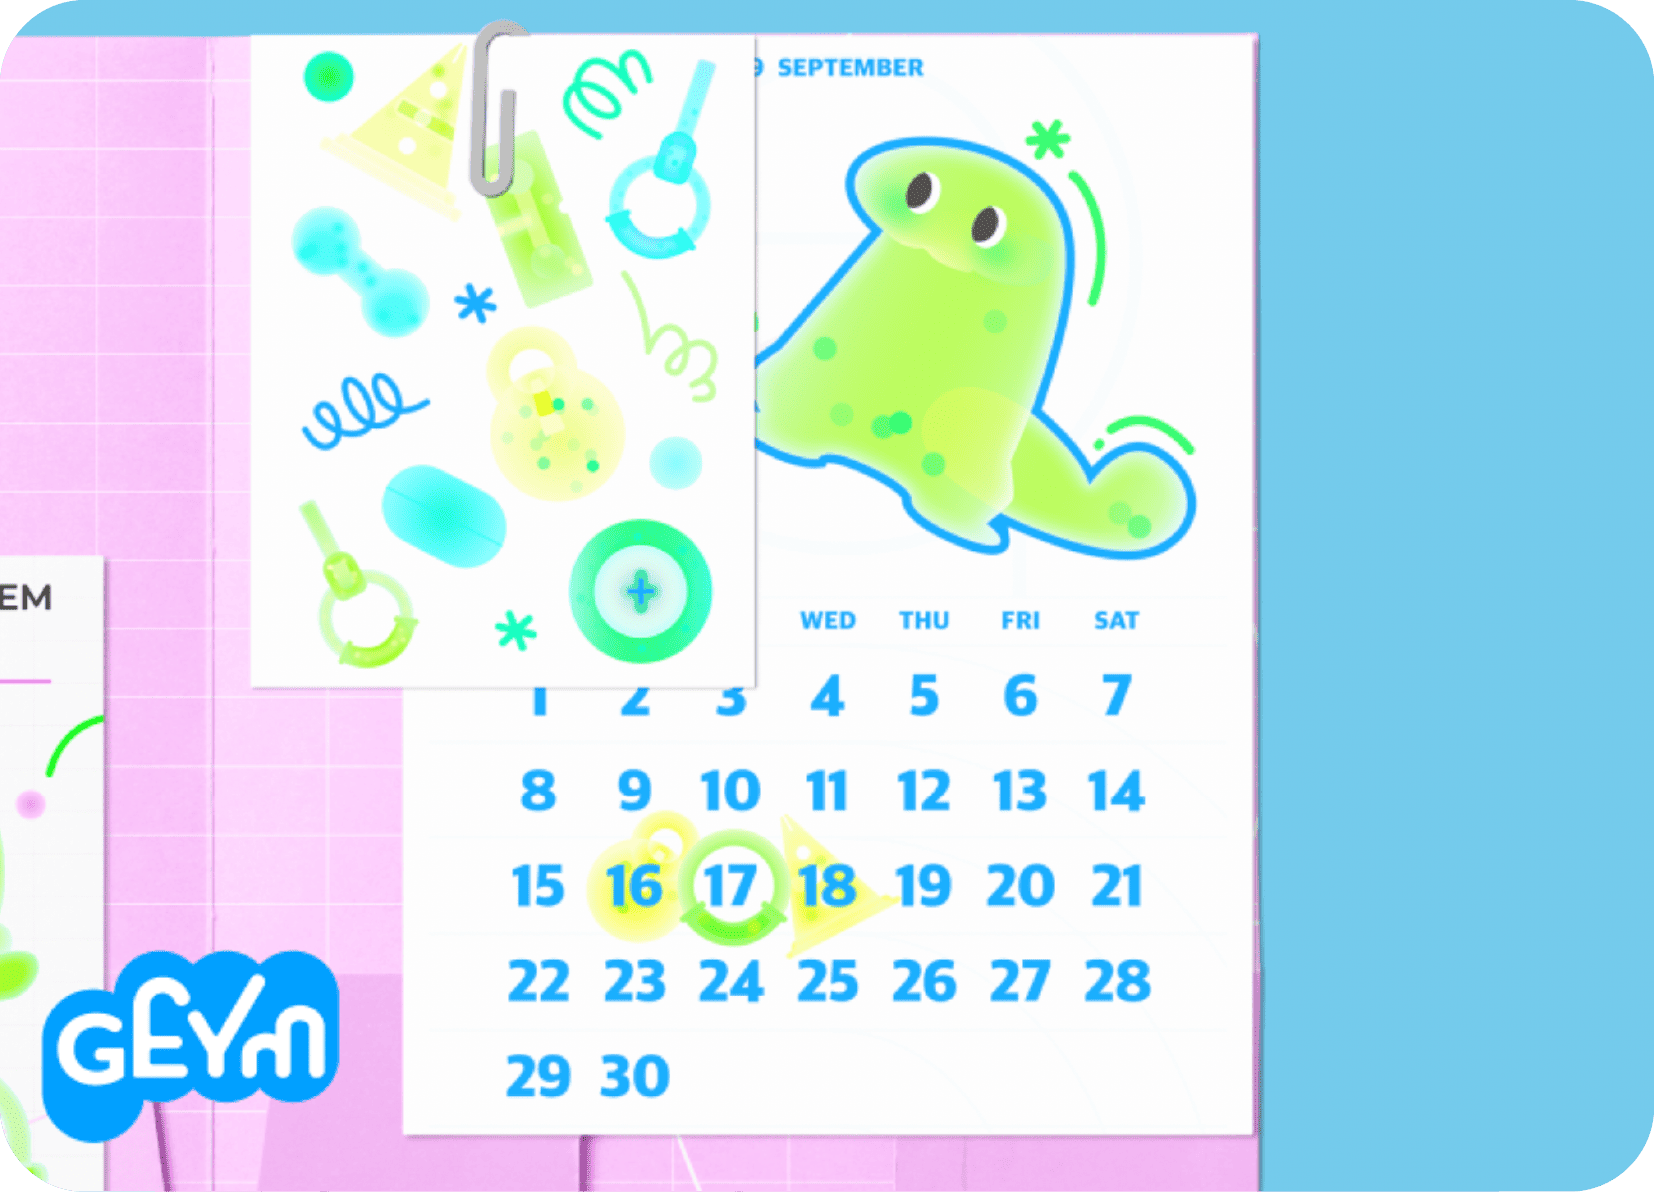 9 SEPTEMBER
WED THU FRI SAT
1 2 3 4 5 6 7
8 9 10 11 12 13 14
15 16 17 18 19 20 21
22 23 24 25 26 27 28
29 30
EM
GEYM